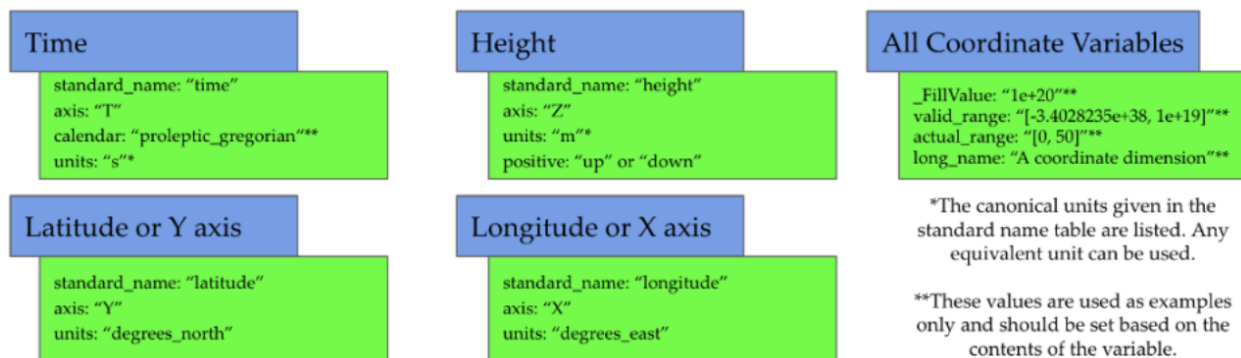 Time
standard_name: “time”
axis: “T”
calendar: “proleptic_gregorian”**
units: “s”*
Height
standard_name: “height”
axis: “Z”
units: “m”*
positive: “up” or “down”
All Coordinate Variables
_FillValue: “1e+20”**
valid_range: “[-3.4028235e+38, 1e+19]”**
actual_range: “[0, 50]”**
long_name: “A coordinate dimension”**
Latitude or Y axis
standard_name: “latitude”
axis: “Y”
units: “degrees_north”
Longitude or X axis
standard_name: “longitude”
axis: “X”
units: “degrees_east”
*The canonical units given in the
standard name table are listed. Any
equivalent unit can be used.
**These values are used as examples
only and should be set based on the
contents of the variable.